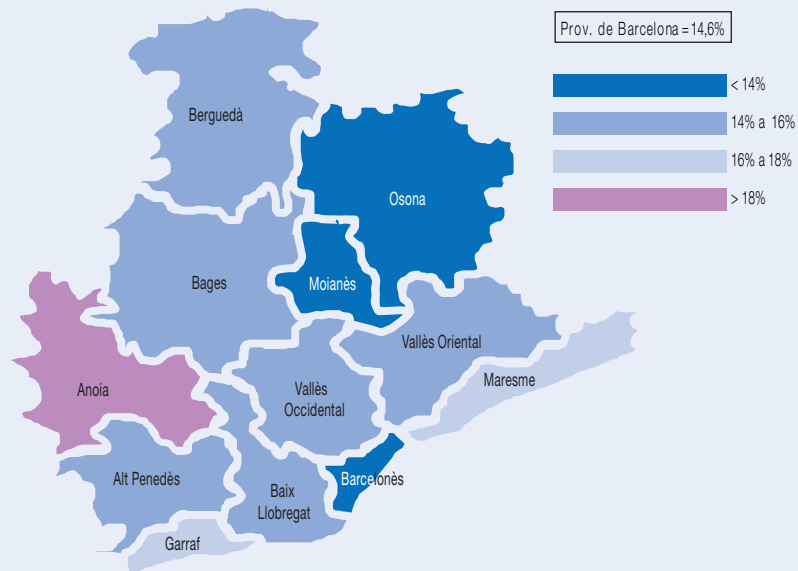 Prov. de Barcelona = 14,6%
< 14%
14% a 16%
16% a 18%
> 18%
Berguedà
Osona
Bages
Moianès
Vallès Oriental
Maresme
Anoia
Vallès
Occidental
Alt Penedès
Barcelonès
Baix
Llobregat
Garraf